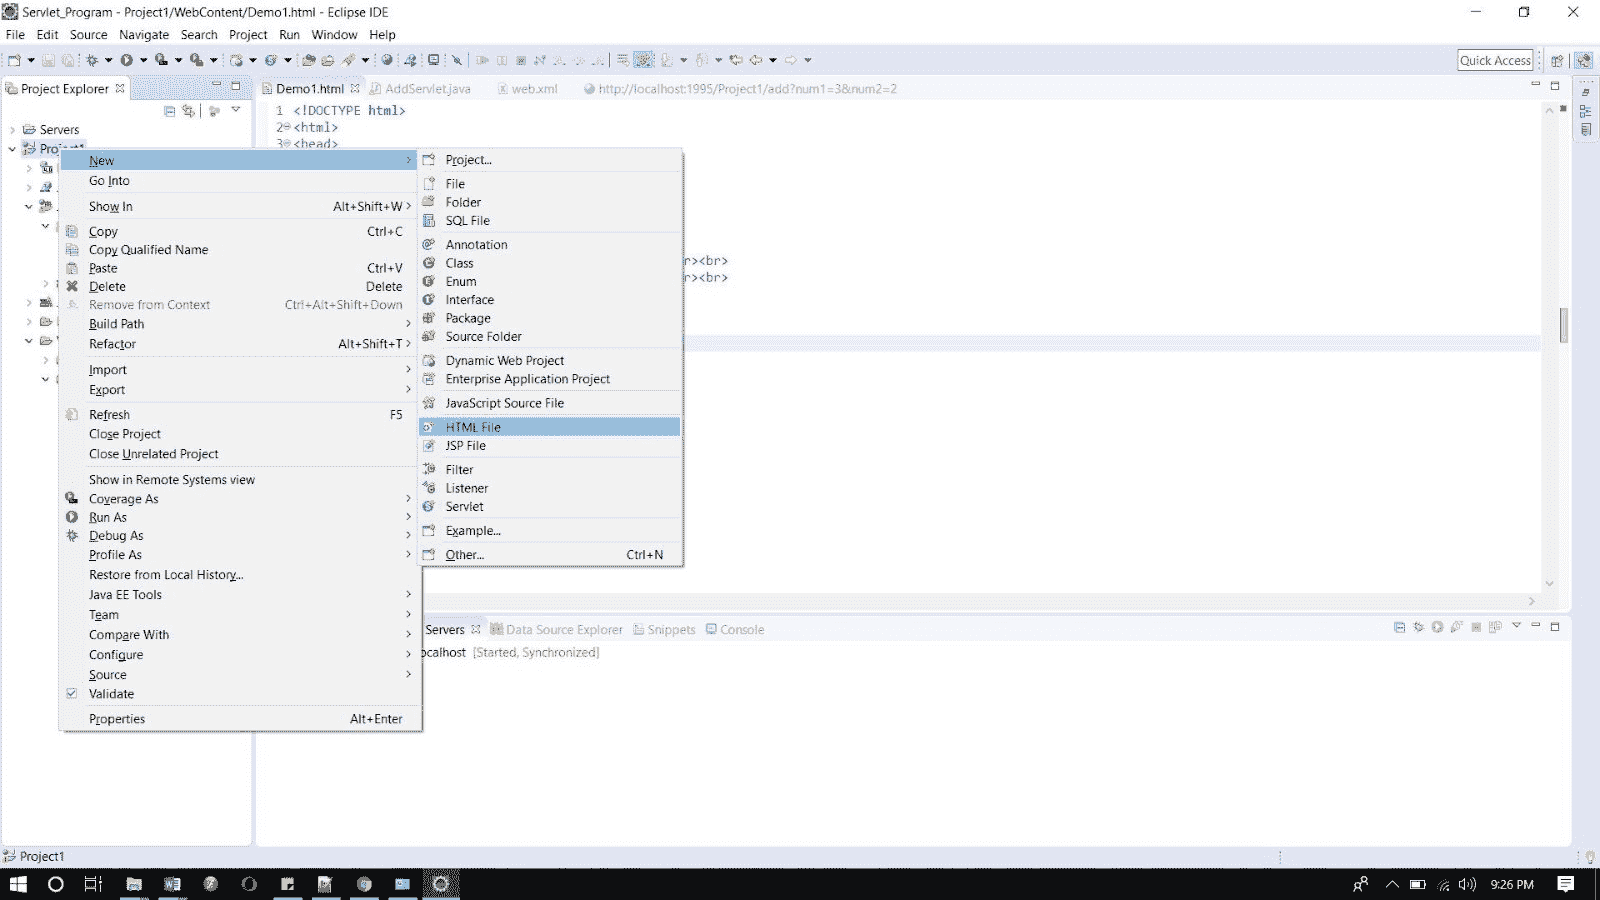 Servlet_Program - Project1/WebContent/Demo1.html - Eclipse IDE
File Edit Source Navigate Search Project Run Window Help
Quick Access
Project Explorer
Demo1.html AddServlet.java web.xml http://localhost:1995/Project1/add?num1=3&num2=2
1 <!DOCTYPE html>
2 <html>
3 <head>
Servers
New
Go Into
Show In Alt+Shift+W
Copy Ctrl+C
Copy Qualified Name
Paste Ctrl+V
Delete Delete
Remove from Context Ctrl+Alt+Shift+Down
Build Path
Refactor Alt+Shift+T
Import
Export
Refresh F5
Close Project
Close Unrelated Project
Show in Remote Systems view
Coverage As
Run As
Debug As
Profile As
Restore from Local History...
Java EE Tools
Team
Compare With
Configure
Source
Validate
Properties Alt+Enter
Project...
File
Folder
SQL File
Annotation
Class
Enum
Interface
Package
Source Folder
Dynamic Web Project
Enterprise Application Project
JavaScript Source File
HTML File
JSP File
Filter
Listener
Servlet
Example...
Other... Ctrl+N
r><br>
r><br>
Servers Data Source Explorer Snippets Console
ocalhost [Started, Synchronized]
Project1
9:26 PM